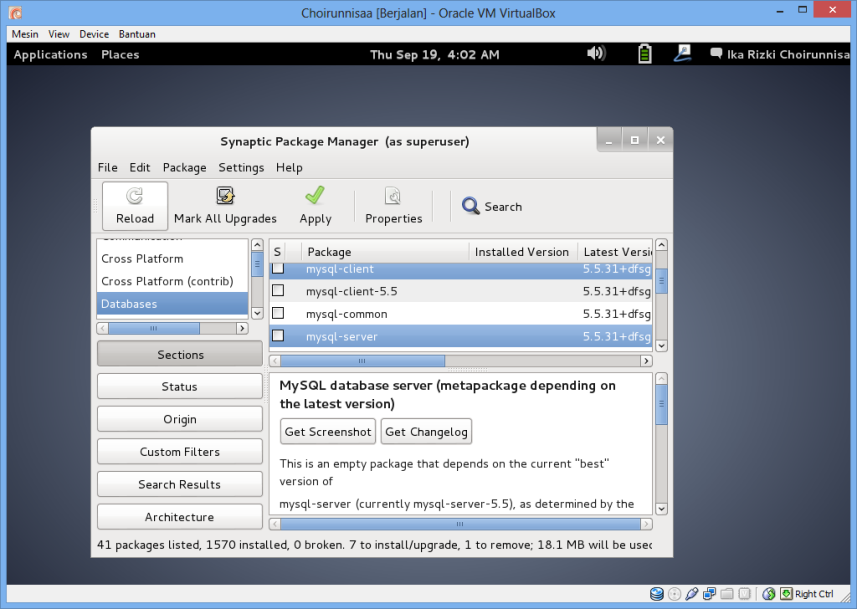 Choirunnisaa [Berjalan] - Oracle VM VirtualBox
Mesin View Device Bantuan
Applications Places Thu Sep 19, 4:02 AM Ika Rizki Choirunnisa
Synaptic Package Manager (as superuser)
File Edit Package Settings Help
Reload Mark All Upgrades Apply Properties Search
Communication
Cross Platform
Cross Platform (contrib)
Databases
S Package Installed Version Latest Versi
mysql-client 5.5.31+dfsg
mysql-client-5.5 5.5.31+dfsg
mysql-common 5.5.31+dfsg
mysql-server 5.5.31+dfsg
Sections
Status
Origin
Custom Filters
Search Results
Architecture
MySQL database server (metapackage depending on
the latest version)
Get Screenshot Get Changelog
This is an empty package that depends on the current "best"
version of
mysql-server (currently mysql-server-5.5), as determined by the
41 packages listed, 1570 installed, 0 broken. 7 to install/upgrade, 1 to remove; 18.1 MB will be used
Right Ctrl